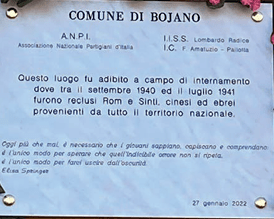 COMUNE DI BOJANO
A.N.P.I. I.I.S.S. Lombardo Radice
Associazione Nazionale Partigiani d'Italia I.C. F. Amatuzio - Pallotta
Questo luogo fu adibito a campo di internamento
dove tra il settembre 1940 ed il luglio 1941
furono reclusi Rom e Sinti, cinesi ed ebrei
provenienti da tutto il territorio nazionale.
Oggi più che mai, è necessario che i giovani sappiano, capiscano e comprendano:
è l'unico modo per sperare che quell'indicibile orrore non si ripeta,
è l'unico modo per farci uscire dall'oscurità.
Elisa Springer
27 gennaio 2022